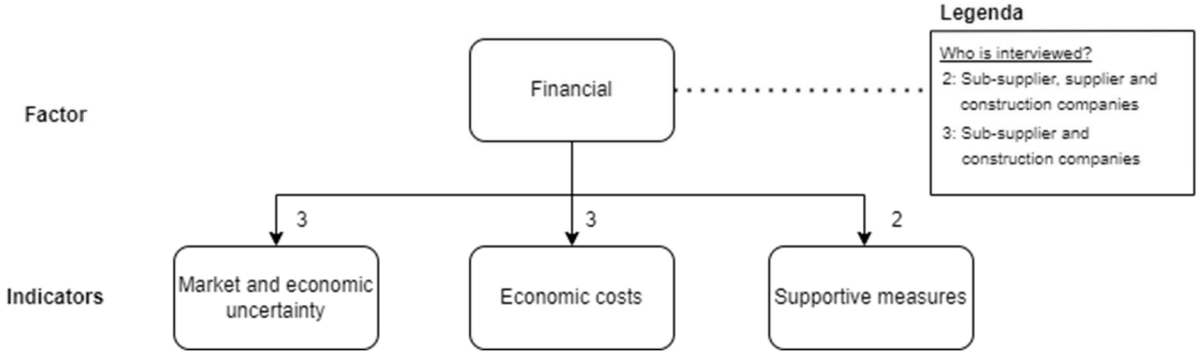 Legenda
Who is interviewed?
2: Sub-supplier, supplier and
construction companies
3: Sub-supplier and
construction companies
Factor
Financial
3
3
2
Indicators
Market and economic
uncertainty
Economic costs
Supportive measures